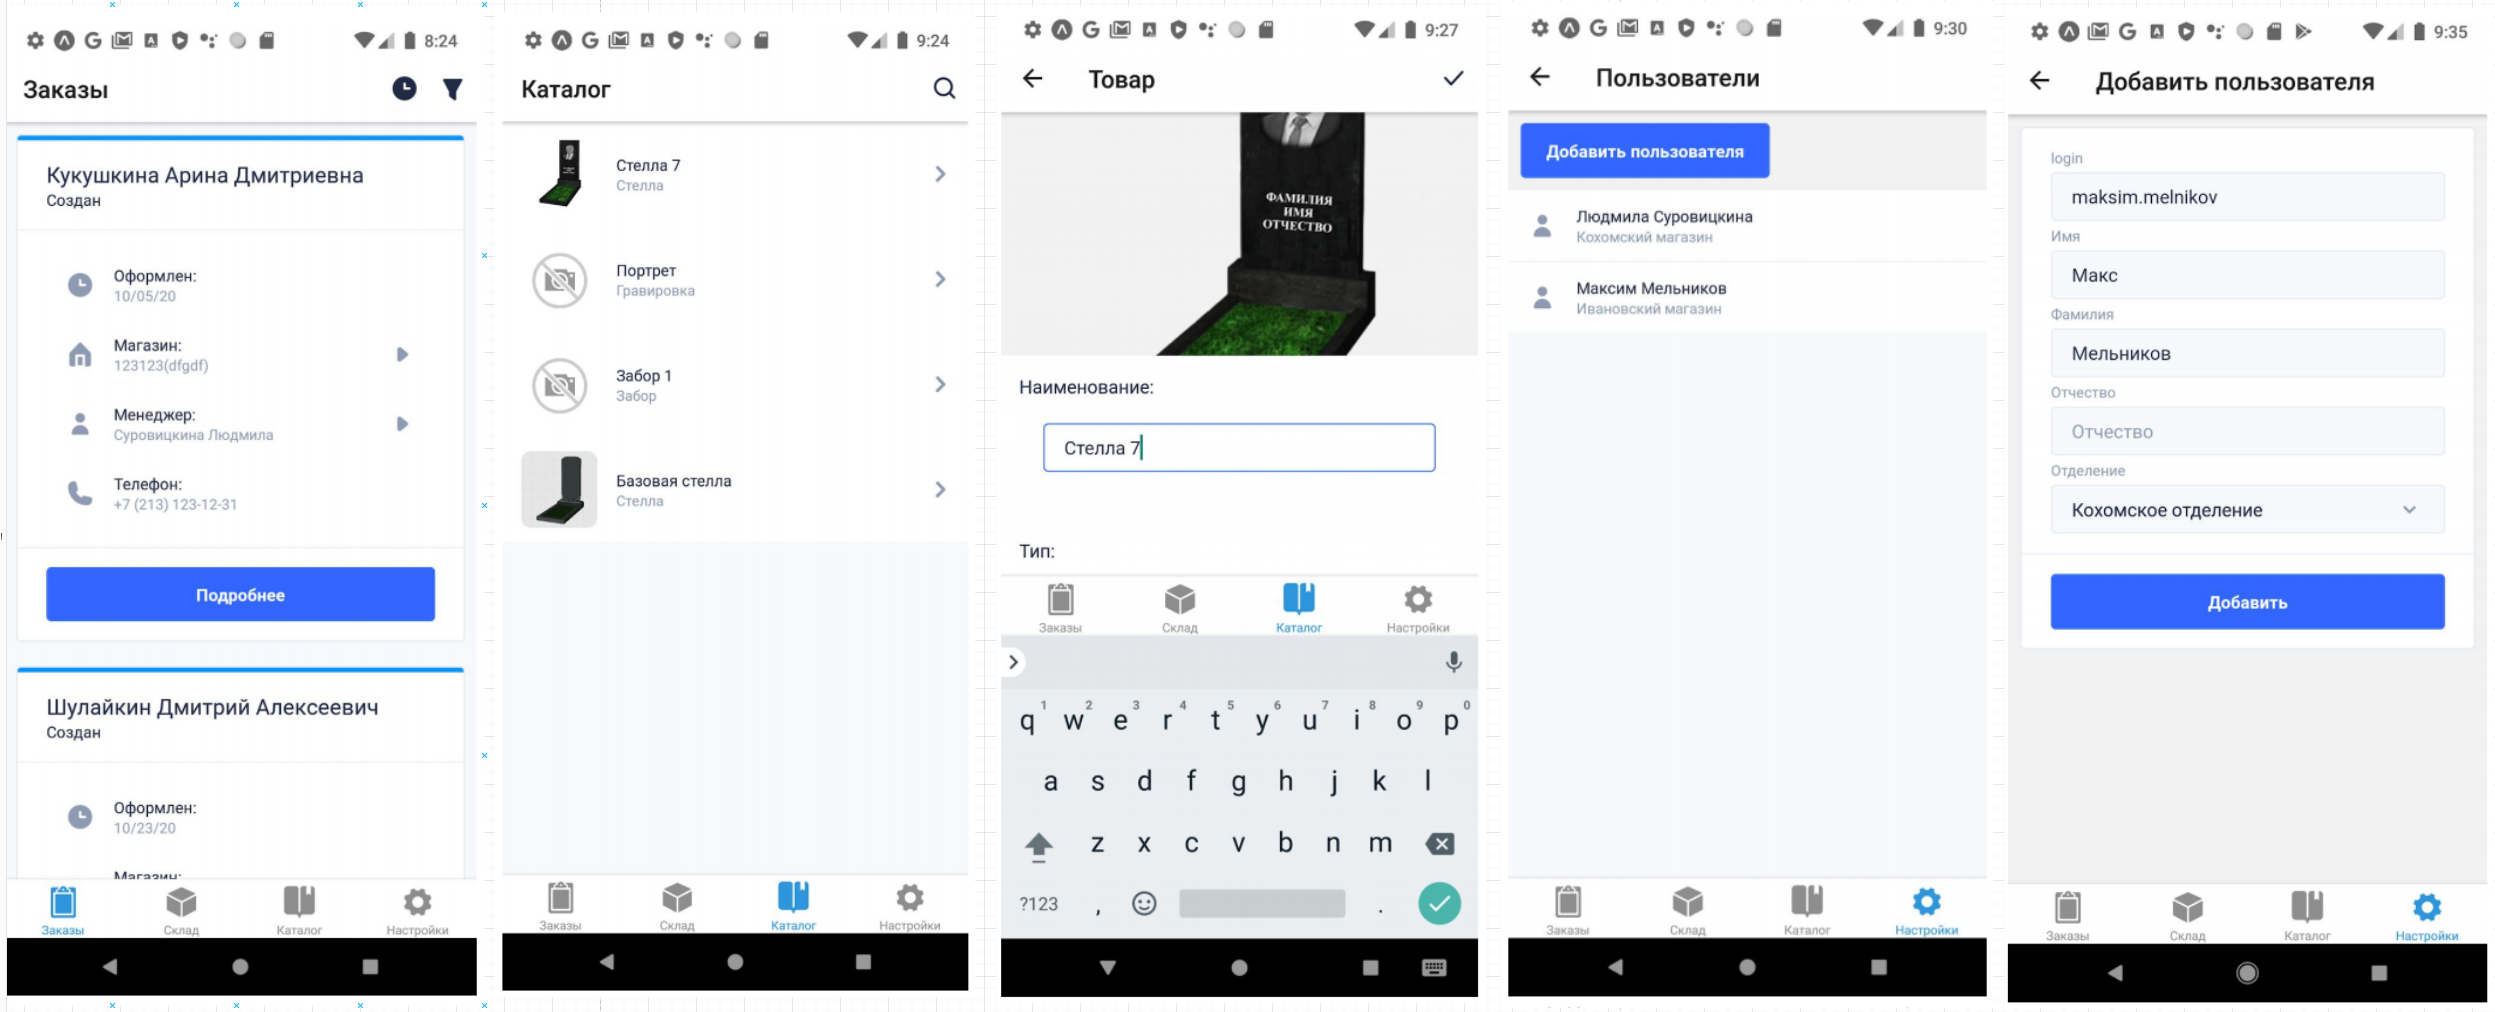 8:24
Заказы
Кукушкина Арина Дмитриевна
Создан
Оформлен:
10/05/20
Магазин:
123123(dfgdf)
Менеджер:
Суровицкина Людмила
Телефон:
+7 (213) 123-12-31
Подробнее
Шулайкин Дмитрий Алексеевич
Создан
Оформлен:
10/23/20
Магазин:
Заказы Склад Каталог Настройки
9:24
Каталог
Стелла 7
Стелла
Портрет
Гравировка
Забор 1
Забор
Базовая стелла
Стелла
Заказы Склад Каталог Настройки
9:27
Товар
ФАМИЛИЯ
ИМЯ
ОТЧЕСТВО
Наименование:
Стелла 7
Тип:
Заказы Склад Каталог Настройки
1 2 3 4 5 6 7 8 9 0
q w e r t y u i o p
a s d f g h j k l
z x c v b n m
?123 , .
9:30
Пользователи
Добавить пользователя
Людмила Суровицкина
Кохомский магазин
Максим Мельников
Ивановский магазин
Заказы Склад Каталог Настройки
9:35
Добавить пользователя
login
maksim.melnikov
Имя
Макс
Фамилия
Мельников
Отчество
Отчество
Отделение
Кохомское отделение
Добавить
Заказы Склад Каталог Настройки